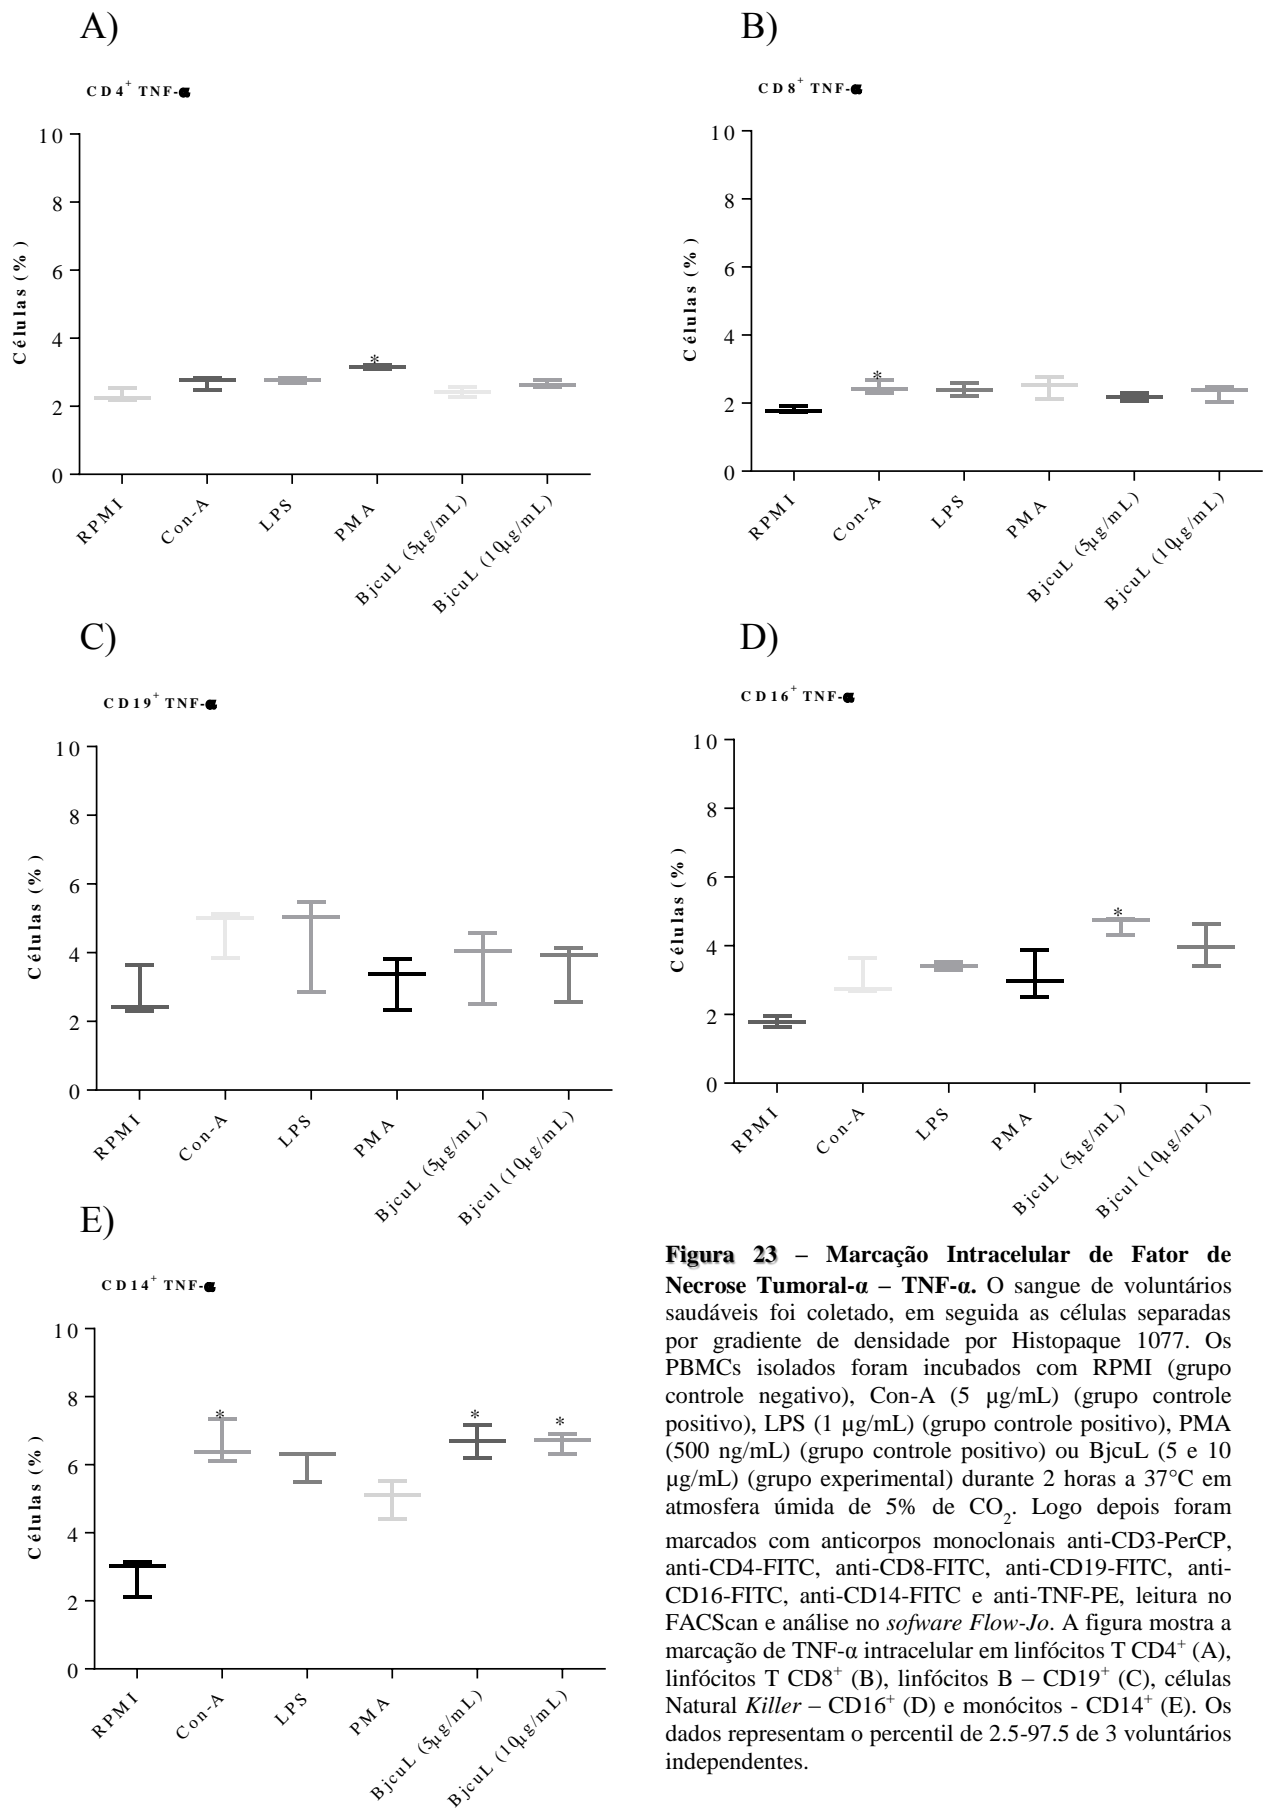 A)
CD4⁺ TNF-α
10
8
6
4
2
0
Células (%)
*
RPMI
Con-A
LPS
PMA
BjcuL (5µg/mL)
BjcuL (10µg/mL)
B)
CD8⁺ TNF-α
10
8
6
4
2
0
Células (%)
*
RPMI
Con-A
LPS
PMA
BjcuL (5µg/mL)
BjcuL (10µg/mL)
C)
CD19⁺ TNF-α
10
8
6
4
2
0
Células (%)
RPMI
Con-A
LPS
PMA
BjcuL (5µg/mL)
Bjcul (10µg/mL)
D)
CD16⁺ TNF-α
10
8
6
4
2
0
Células (%)
*
RPMI
Con-A
LPS
PMA
BjcuL (5µg/mL)
Bjcul (10µg/mL)
E)
CD14⁺ TNF-α
10
8
6
4
2
0
Células (%)
*
*
*
RPMI
Con-A
LPS
PMA
BjcuL (5µg/mL)
BjcuL (10µg/mL)
Figura 23 – Marcação Intracelular de Fator de
Necrose Tumoral-α – TNF-α. O sangue de voluntários
saudáveis foi coletado, em seguida as células separadas
por gradiente de densidade por Histopaque 1077. Os
PBMCs isolados foram incubados com RPMI (grupo
controle negativo), Con-A (5 µg/mL) (grupo controle
positivo), LPS (1 µg/mL) (grupo controle positivo), PMA
(500 ng/mL) (grupo controle positivo) ou BjcuL (5 e 10
µg/mL) (grupo experimental) durante 2 horas a 37°C em
atmosfera úmida de 5% de CO₂. Logo depois foram
marcados com anticorpos monoclonais anti-CD3-PerCP,
anti-CD4-FITC, anti-CD8-FITC, anti-CD19-FITC, anti-
CD16-FITC, anti-CD14-FITC e anti-TNF-PE, leitura no
FACScan e análise no sofware Flow-Jo. A figura mostra a
marcação de TNF-α intracelular em linfócitos T CD4⁺ (A),
linfócitos T CD8⁺ (B), linfócitos B – CD19⁺ (C), células
Natural Killer – CD16⁺ (D) e monócitos - CD14⁺ (E). Os
dados representam o percentil de 2.5-97.5 de 3 voluntários
independentes.